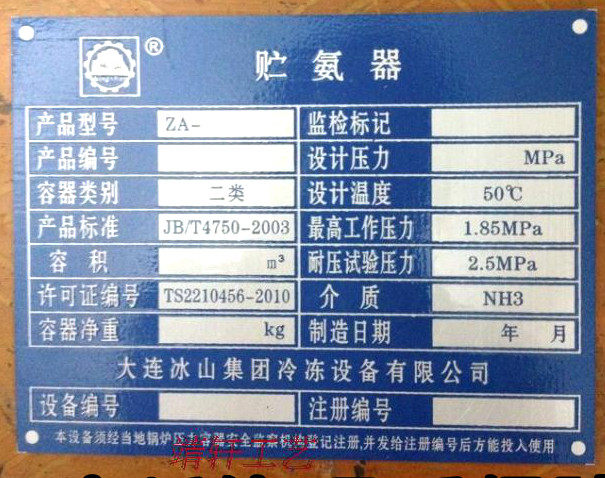 ®
贮氨器
产品型号 ZA- 监检标记
产品编号 设计压力 MPa
容器类别 二类 设计温度 50℃
产品标准 JB/T4750-2003 最高工作压力 1.85MPa
容积 m³ 耐压试验压力 2.5MPa
许可证编号 TS2210456-2010 介质 NH3
容器净重 kg 制造日期 年 月
大连冰山集团冷冻设备有限公司
设备编号 注册编号
本设备须经当地锅炉压力容器安全监察机构登记注册,并发给注册编号后方能投入使用
靖轩工艺